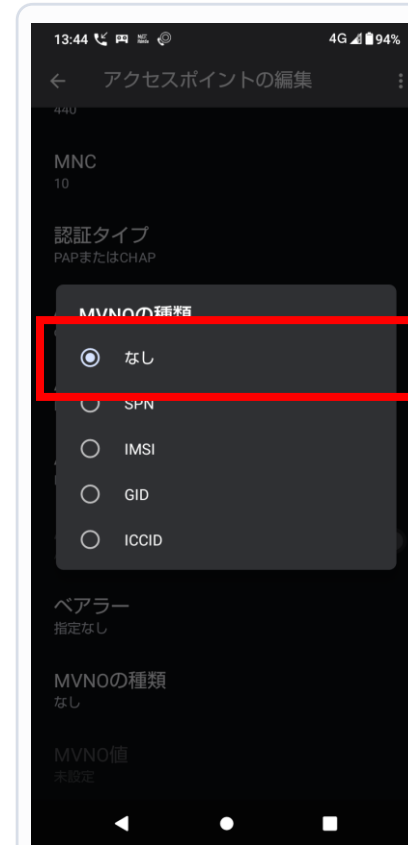 13:44 4G 94%
アクセスポイントの編集
440
MNC
10
認証タイプ
PAPまたはCHAP
MVNOの種類
なし
SPN
IMSI
GID
ICCID
ベアラー
指定なし
MVNOの種類
なし
MVNO値
未設定